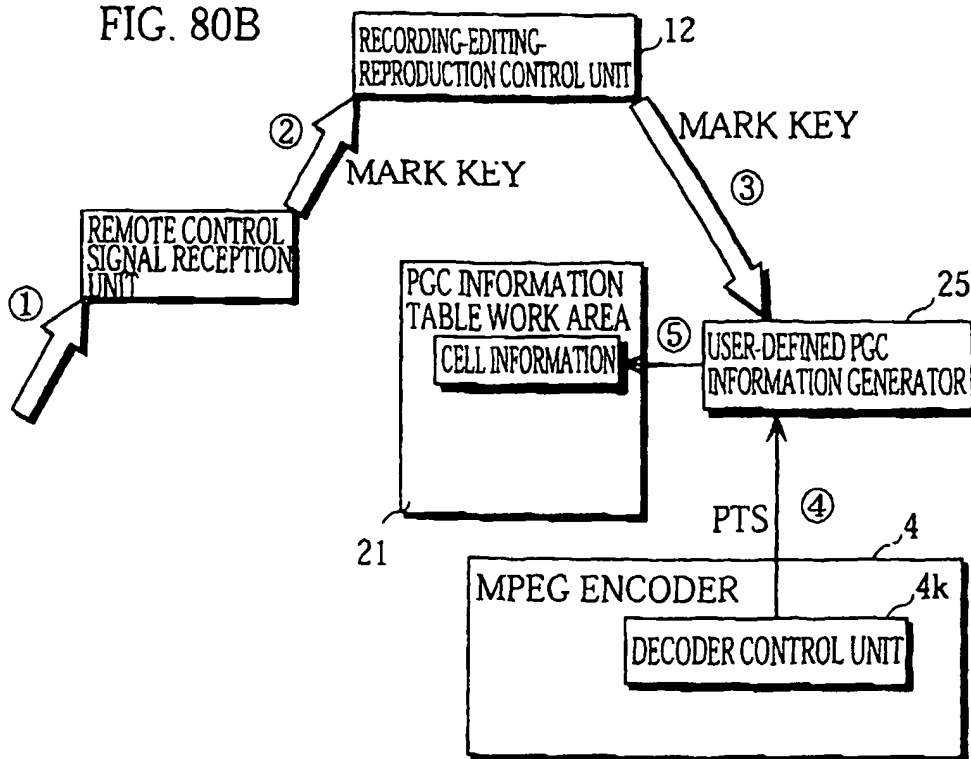 FIG. 80B
RECORDING-EDITING-
REPRODUCTION CONTROL UNIT
12
②
MARK KEY
MARK KEY
③
REMOTE CONTROL
SIGNAL RECEPTION
UNIT
①
PGC INFORMATION
TABLE WORK AREA
CELL INFORMATION
⑤
25
USER-DEFINED PGC
INFORMATION GENERATOR
21
PTS
④
4
MPEG ENCODER
4k
DECODER CONTROL UNIT